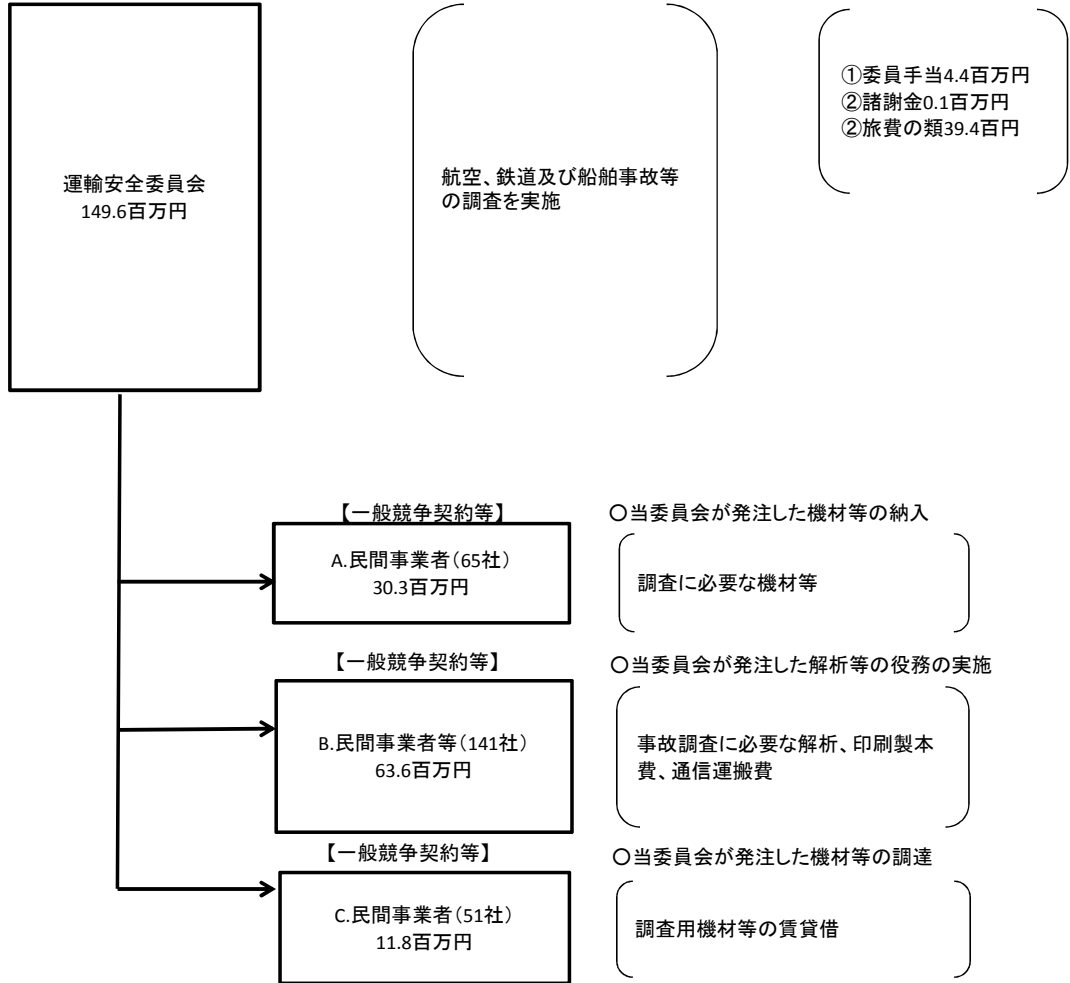 運輸安全委員会
149.6百万円
航空、鉄道及び船舶事故等
の調査を実施
①委員手当4.4百万円
②諸謝金0.1百万円
②旅費の類39.4百円
【一般競争契約等】
○当委員会が発注した機材等の納入
A.民間事業者(65社)
30.3百万円
調査に必要な機材等
【一般競争契約等】
○当委員会が発注した解析等の役務の実施
B.民間事業者等(141社)
63.6百万円
事故調査に必要な解析、印刷製本
費、通信運搬費
【一般競争契約等】
○当委員会が発注した機材等の調達
C.民間事業者(51社)
11.8百万円
調査用機材等の賃貸借